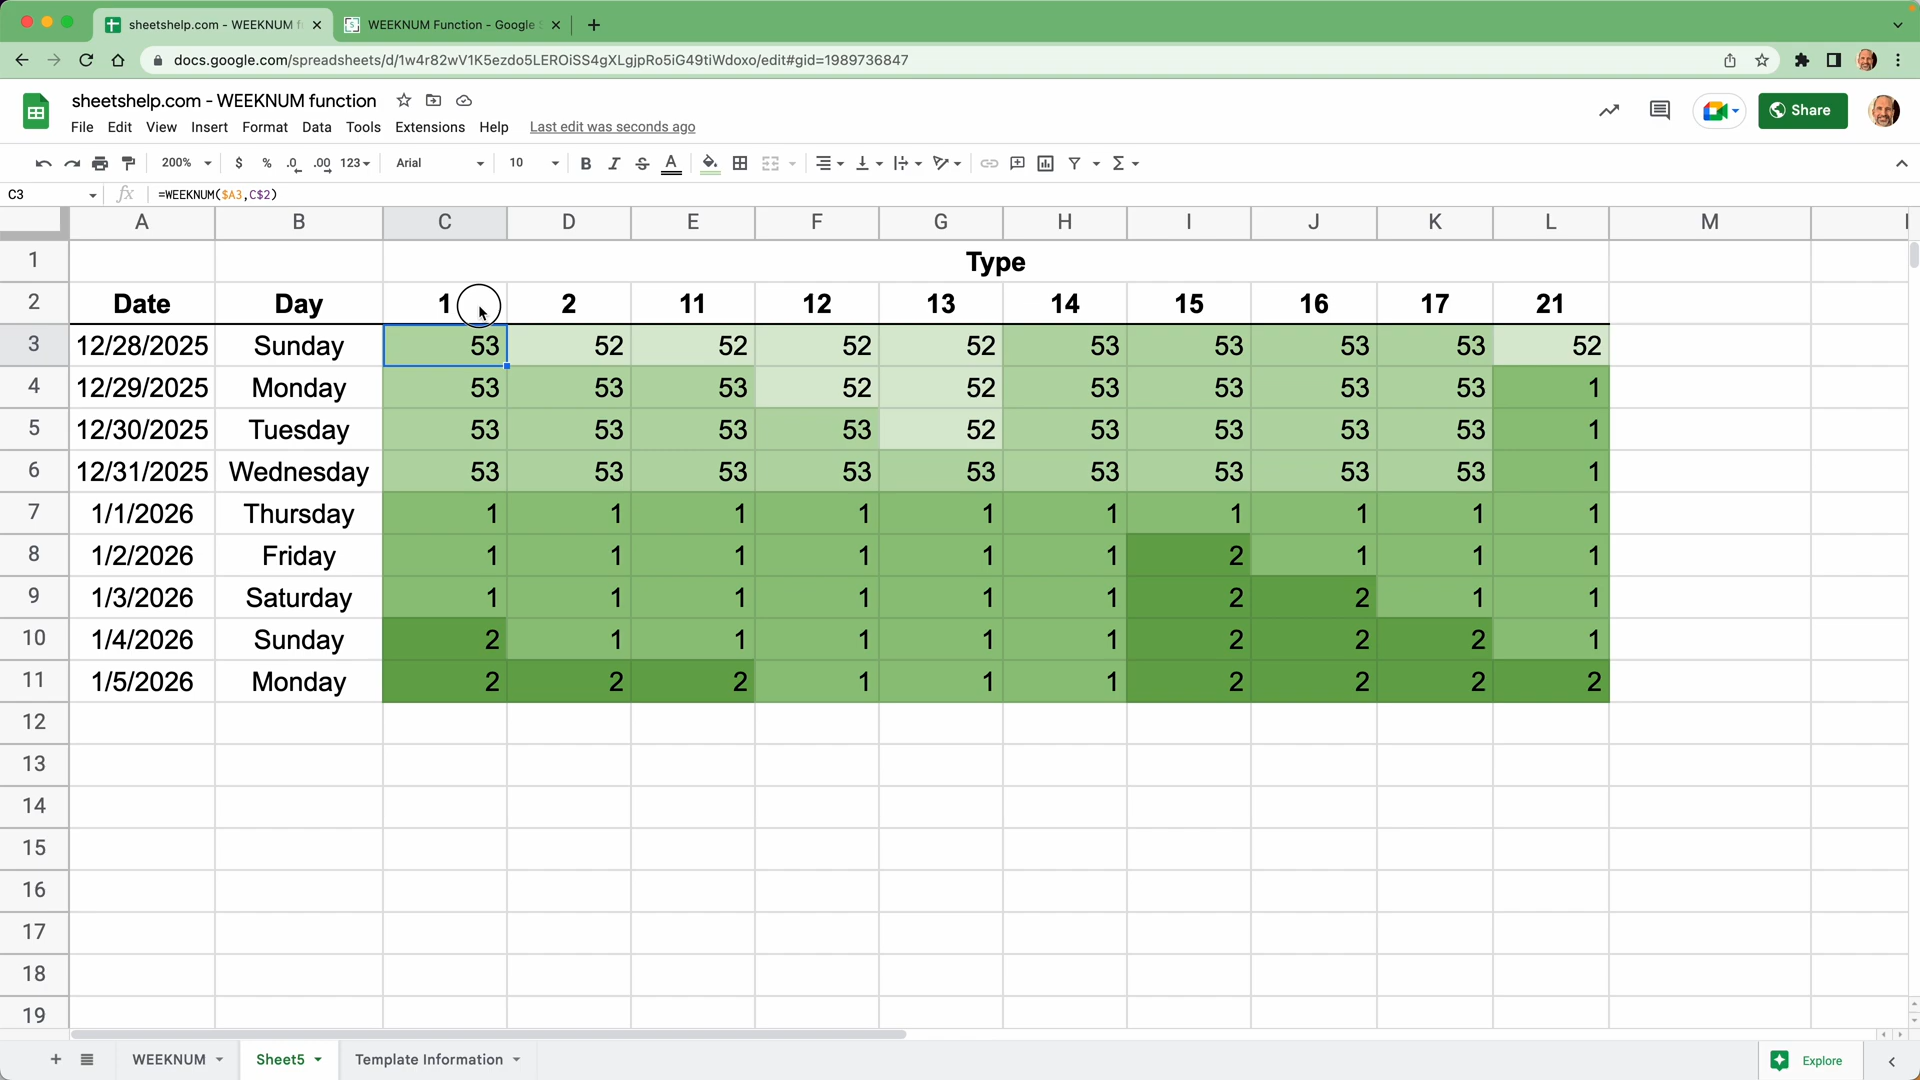 sheetshelp.com - WEEKNUM f
WEEKNUM Function - Google
docs.google.com/spreadsheets/d/1w4r82wV1K5ezdo5LEROiSS4gXLgjpRo5iG49tiWdoxo/edit#gid=1989736847
sheetshelp.com - WEEKNUM function
File Edit View Insert Format Data Tools Extensions Help Last edit was seconds ago
Share
200% $ % .0 .00 123 Arial 10 B I S A Σ
C3 fx =WEEKNUM($A3,C$2)
A B C D E F G H I J K L M
1 Type
2 Date Day 1 2 11 12 13 14 15 16 17 21
3 12/28/2025 Sunday 53 52 52 52 52 53 53 53 53 52
4 12/29/2025 Monday 53 53 53 52 52 53 53 53 53 1
5 12/30/2025 Tuesday 53 53 53 53 52 53 53 53 53 1
6 12/31/2025 Wednesday 53 53 53 53 53 53 53 53 53 1
7 1/1/2026 Thursday 1 1 1 1 1 1 1 1 1 1
8 1/2/2026 Friday 1 1 1 1 1 1 2 1 1 1
9 1/3/2026 Saturday 1 1 1 1 1 1 2 2 1 1
10 1/4/2026 Sunday 2 1 1 1 1 1 2 2 2 1
11 1/5/2026 Monday 2 2 2 1 1 1 2 2 2 2
12
13
14
15
16
17
18
19
WEEKNUM Sheet5 Template Information Explore